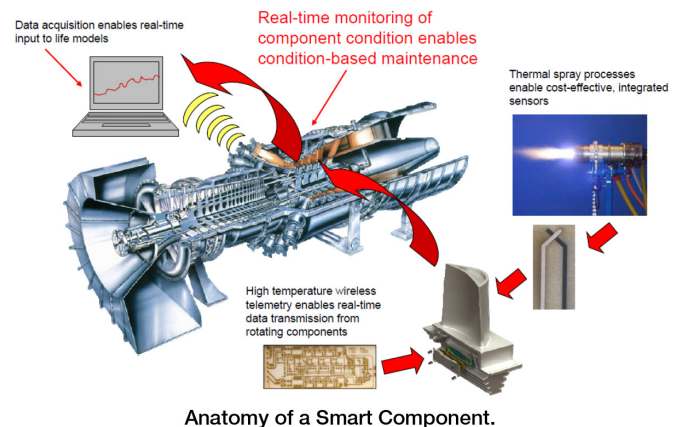 Data acquisition enables real-time
input to life models
Real-time monitoring of
component condition enables
condition-based maintenance
Thermal spray processes
enable cost-effective, integrated
sensors
High temperature wireless
telemetry enables real-time
data transmission from
rotating components
Anatomy of a Smart Component.